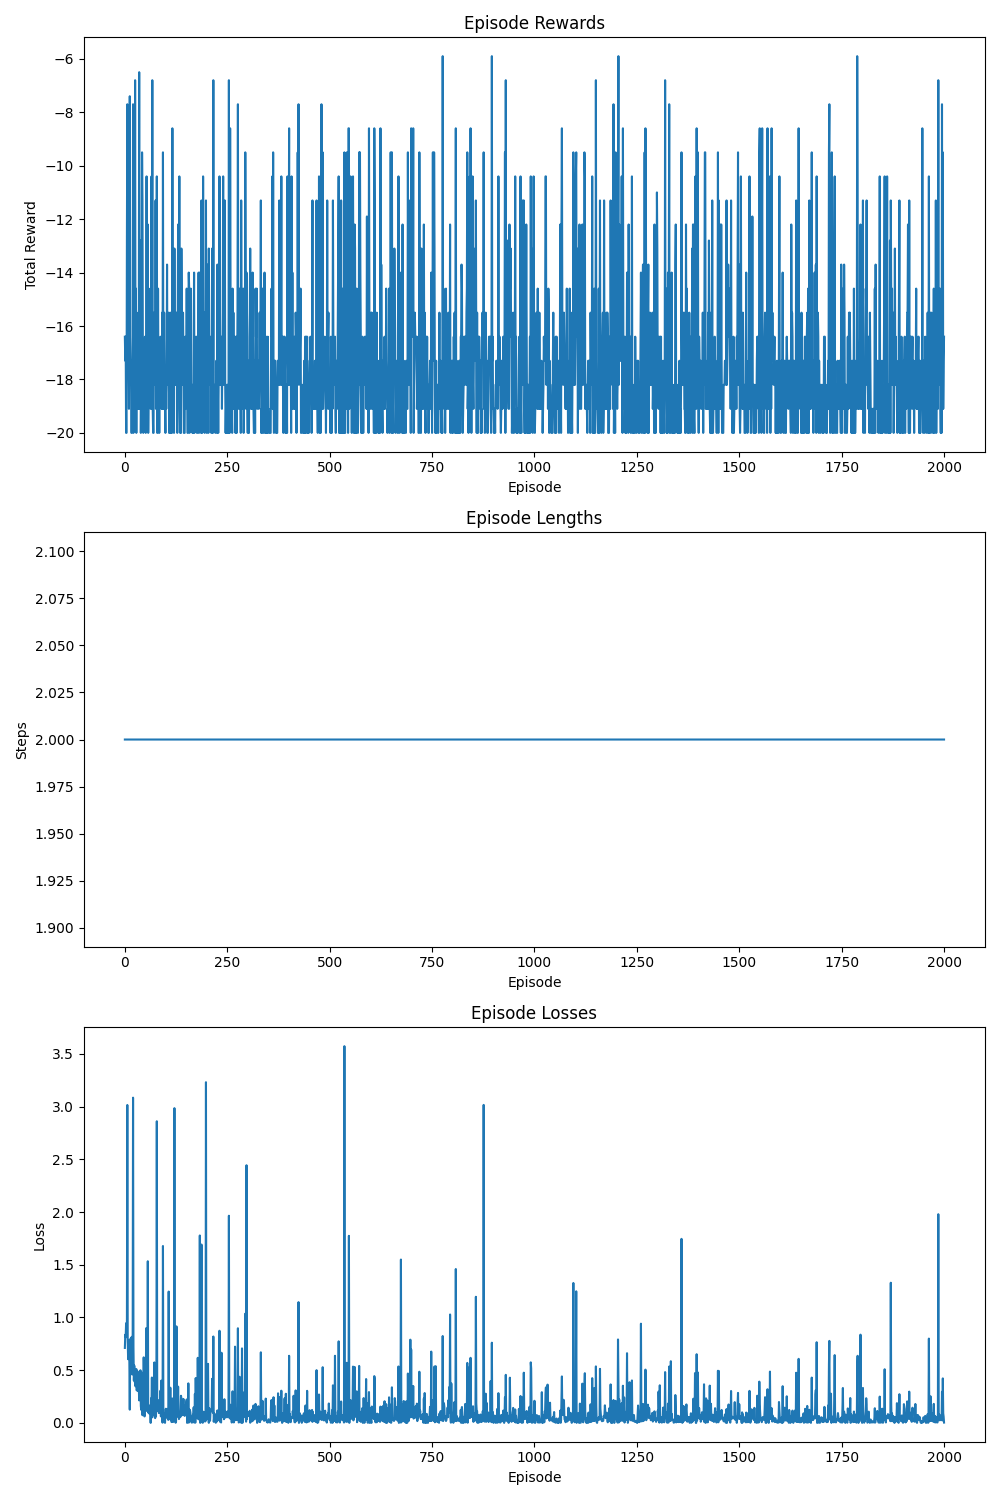 Episode Rewards
−6
−8
−10
−12
−14
−16
−18
−20
Total Reward
0 250 500 750 1000 1250 1500 1750 2000
Episode
Episode Lengths
2.100
2.075
2.050
2.025
2.000
1.975
1.950
1.925
1.900
Steps
0 250 500 750 1000 1250 1500 1750 2000
Episode
Episode Losses
3.5
3.0
2.5
2.0
1.5
1.0
0.5
0.0
Loss
0 250 500 750 1000 1250 1500 1750 2000
Episode